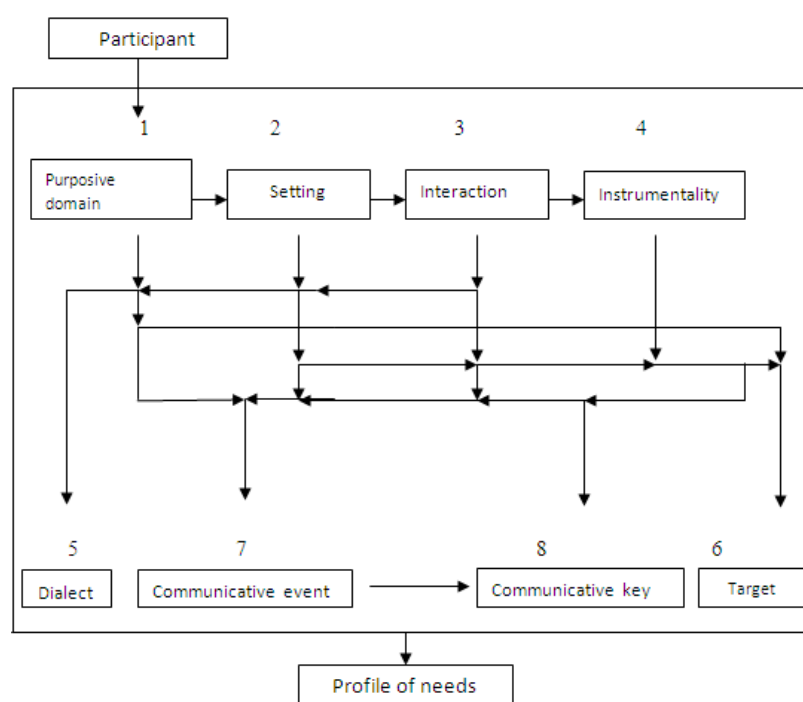 Participant
1 2 3 4
Purposive
domain
Setting
Interaction
Instrumentality
5 7 8 6
Dialect
Communicative event
Communicative key
Target
Profile of needs